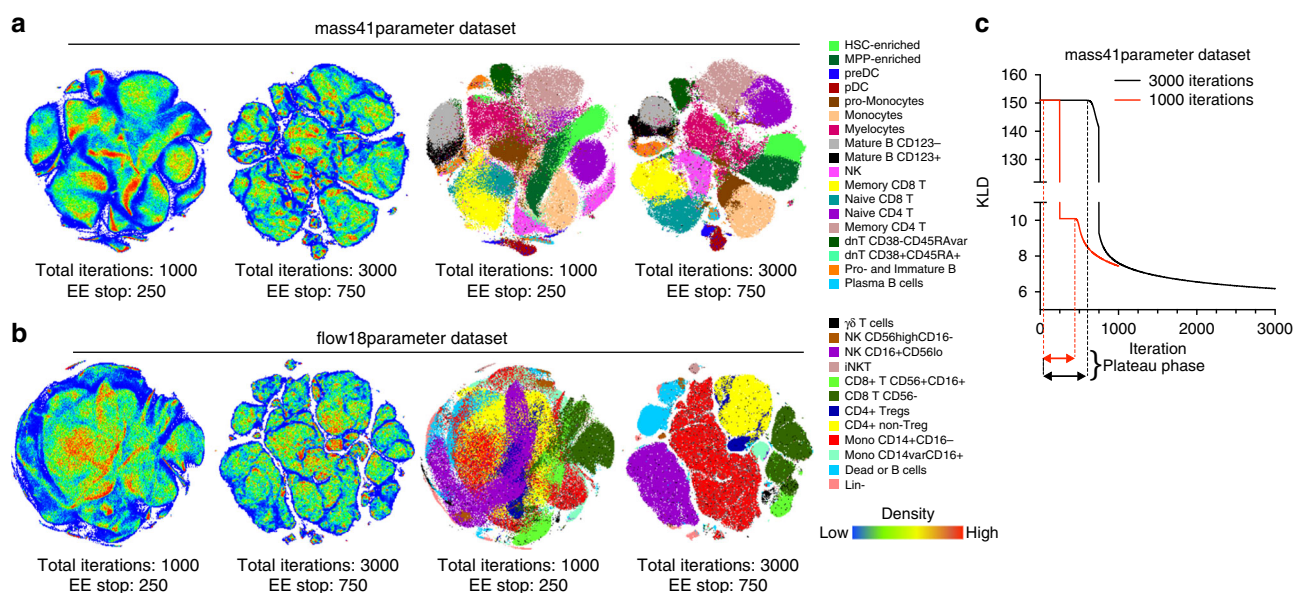 a
mass41parameter dataset
Total iterations: 1000
EE stop: 250
Total iterations: 3000
EE stop: 750
Total iterations: 1000
EE stop: 250
Total iterations: 3000
EE stop: 750
HSC-enriched
MPP-enriched
preDC
pDC
pro-Monocytes
Monocytes
Myelocytes
Mature B CD123–
Mature B CD123+
NK
Memory CD8 T
Naive CD8 T
Naive CD4 T
Memory CD4 T
dnT CD38-CD45RAvar
dnT CD38+CD45RA+
Pro- and Immature B
Plasma B cells
b
flow18parameter dataset
Total iterations: 1000
EE stop: 250
Total iterations: 3000
EE stop: 750
Total iterations: 1000
EE stop: 250
Total iterations: 3000
EE stop: 750
γδ T cells
NK CD56highCD16-
NK CD16+CD56lo
iNKT
CD8+ T CD56+CD16+
CD8 T CD56-
CD4+ Tregs
CD4+ non-Treg
Mono CD14+CD16–
Mono CD14varCD16+
Dead or B cells
Lin-
Density
Low
High
c
mass41parameter dataset
3000 iterations
1000 iterations
160
150
140
130
10
8
6
KLD
0
1000
2000
3000
Iteration
Plateau phase